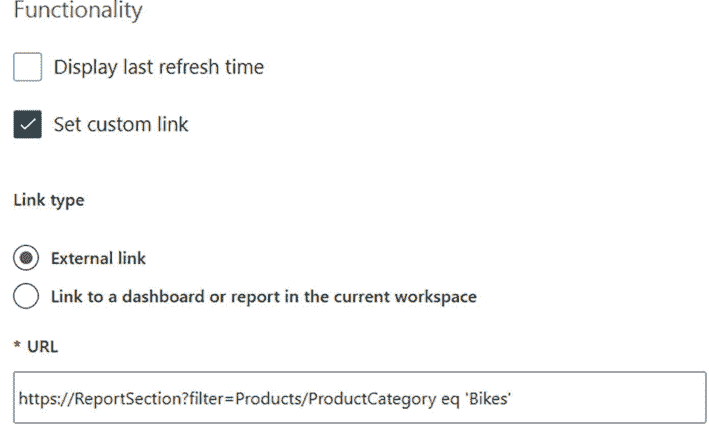 Functionality
Display last refresh time
Set custom link
Link type
External link
Link to a dashboard or report in the current workspace
* URL
https://ReportSection?filter=Products/ProductCategory eq 'Bikes'